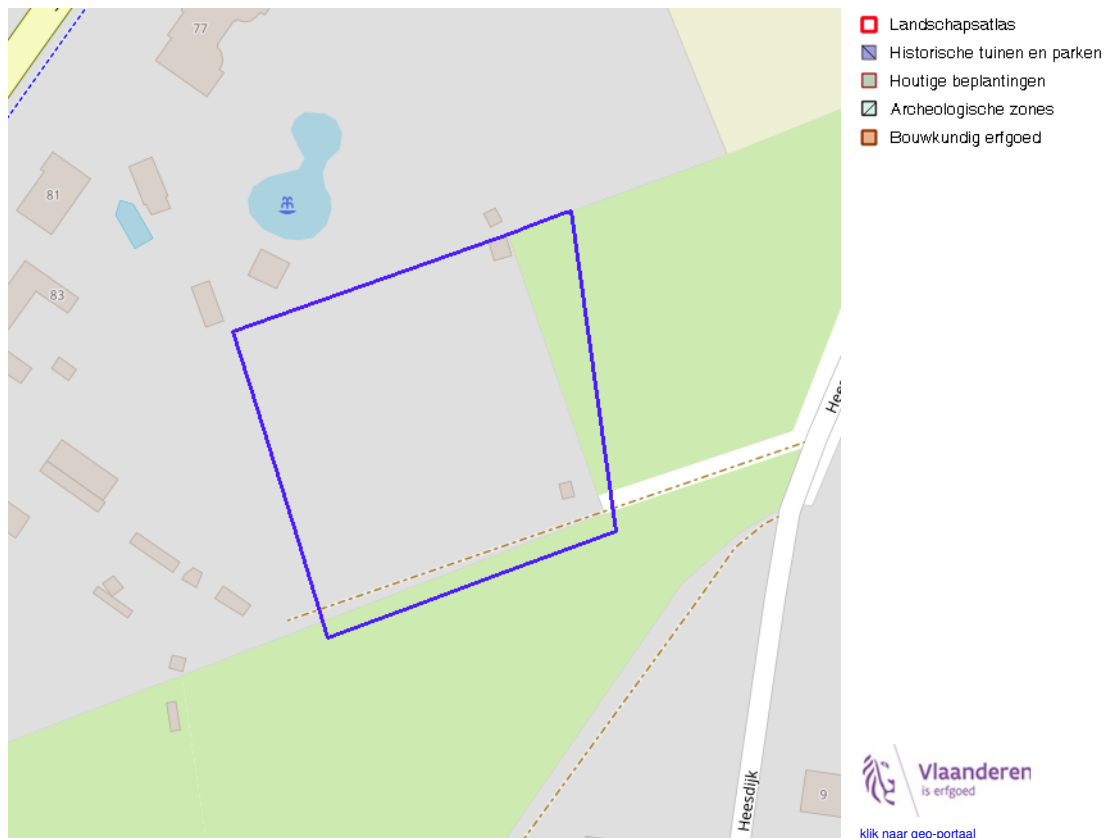 77
81
83
Heesdijk
9
Landschapsatlas
Historische tuinen en parken
Houtige beplantingen
Archeologische zones
Bouwkundig erfgoed
Vlaanderen
is erfgoed
klik naar geo-portaal